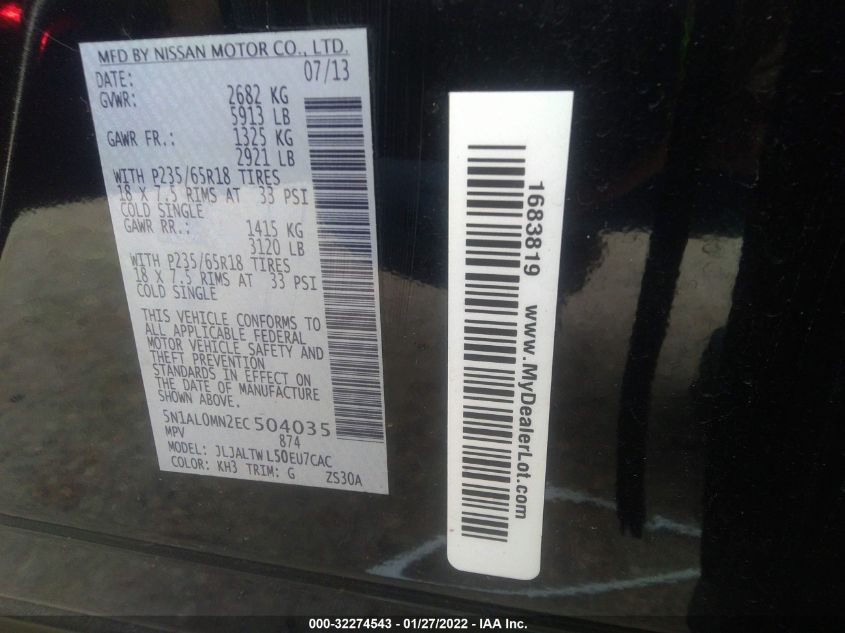 MFD BY NISSAN MOTOR CO., LTD.
DATE: 07/13
GVWR: 2682 KG
5913 LB
GAWR FR.: 1325 KG
2921 LB
WITH P235/65R18 TIRES
18 X 7.5 RIMS AT 33 PSI
COLD SINGLE
GAWR RR.: 1415 KG
3120 LB
WITH P235/65R18 TIRES
18 X 7.5 RIMS AT 33 PSI
COLD SINGLE
THIS VEHICLE CONFORMS TO
ALL APPLICABLE FEDERAL
MOTOR VEHICLE SAFETY AND
THEFT PREVENTION
STANDARDS IN EFFECT ON
THE DATE OF MANUFACTURE
SHOWN ABOVE.
5N1AL0MN2EC504035
MPV 874
MODEL: JLJALTWL50EU7CAC
COLOR: KH3 TRIM: G ZS30A
1683819 www.MyDealerLot.com
000-32274543 - 01/27/2022 - IAA Inc.